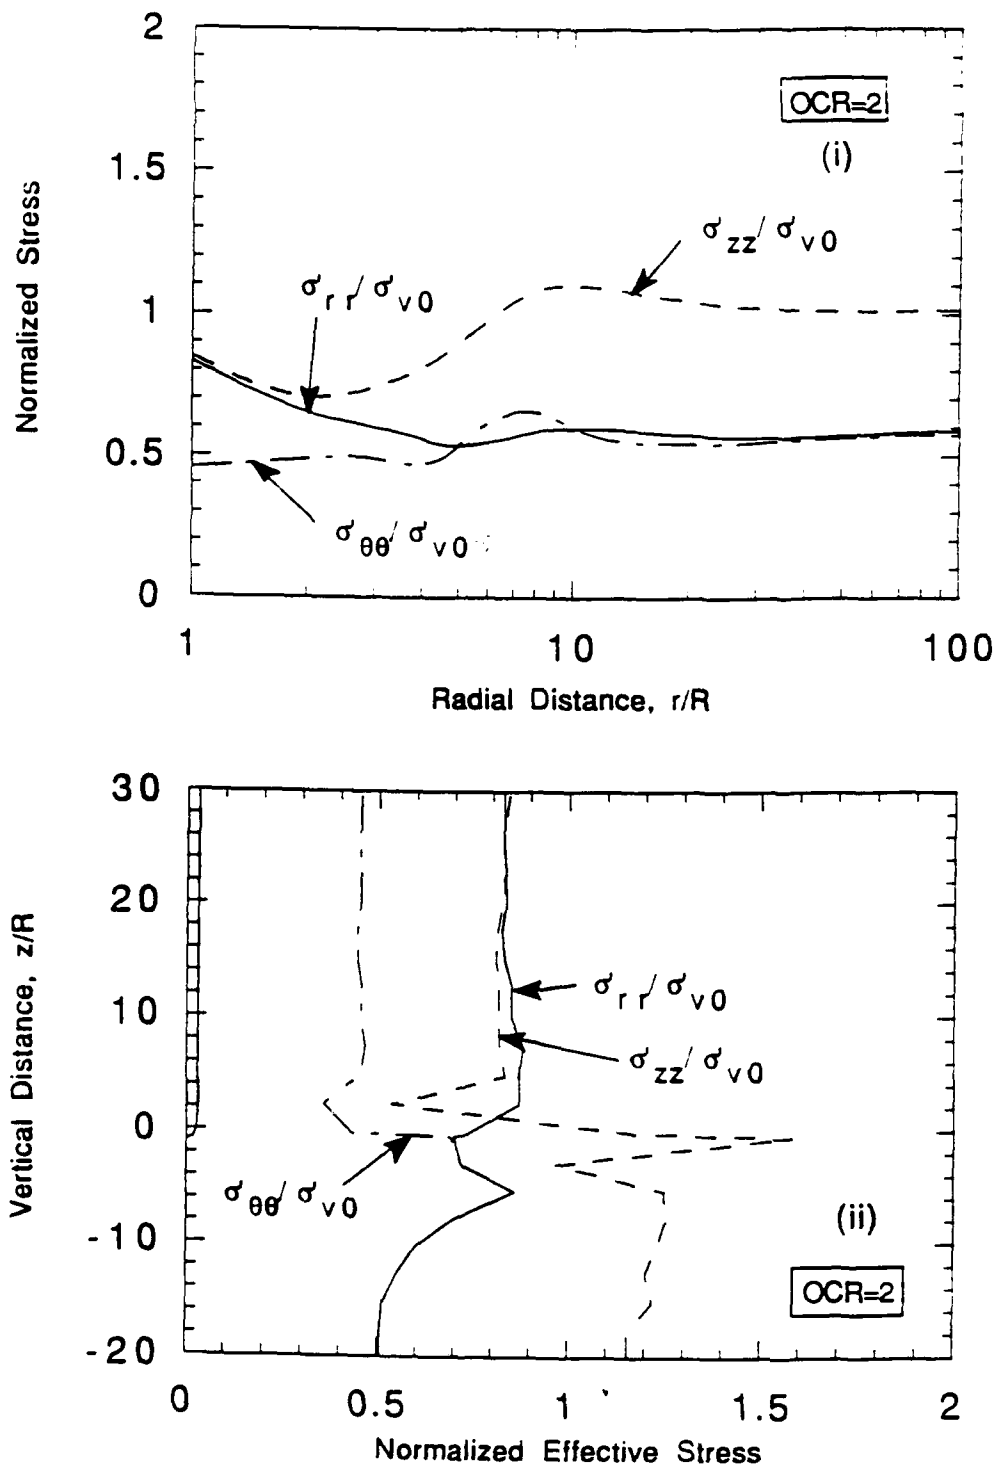 2
OCR=2
(i)
1.5
σ'zz/ σ'v0
σ'rr/ σ'v0
1
0.5
σ'θθ/ σ'v0
0
1
10
100
Normalized Stress
Radial Distance, r/R
30
20
10
0
-10
-20
σ'rr/ σ'v0
σ'zz/ σ'v0
σ'θθ/ σ'v0
(ii)
OCR=2
0
0.5
1
1.5
2
Vertical Distance, z/R
Normalized Effective Stress